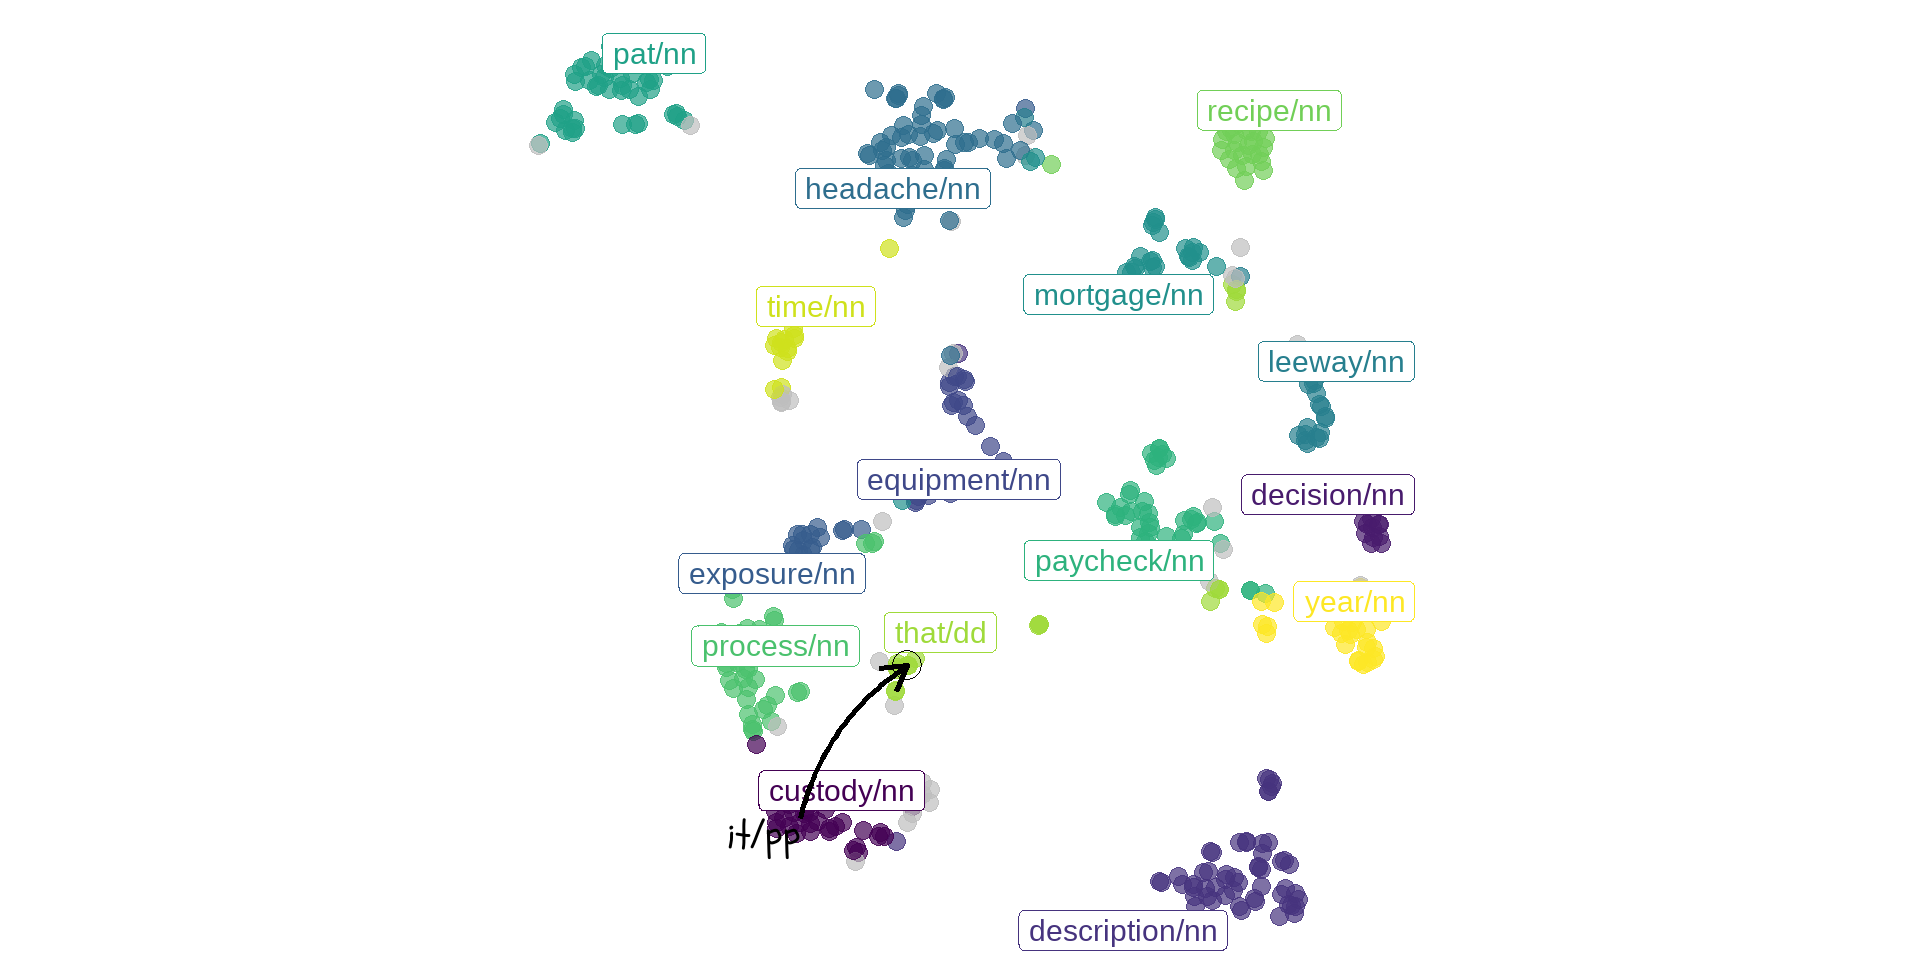 pat/nn
recipe/nn
headache/nn
mortgage/nn
time/nn
leeway/nn
equipment/nn
decision/nn
paycheck/nn
exposure/nn
year/nn
that/dd
process/nn
custody/nn
it/pp
description/nn